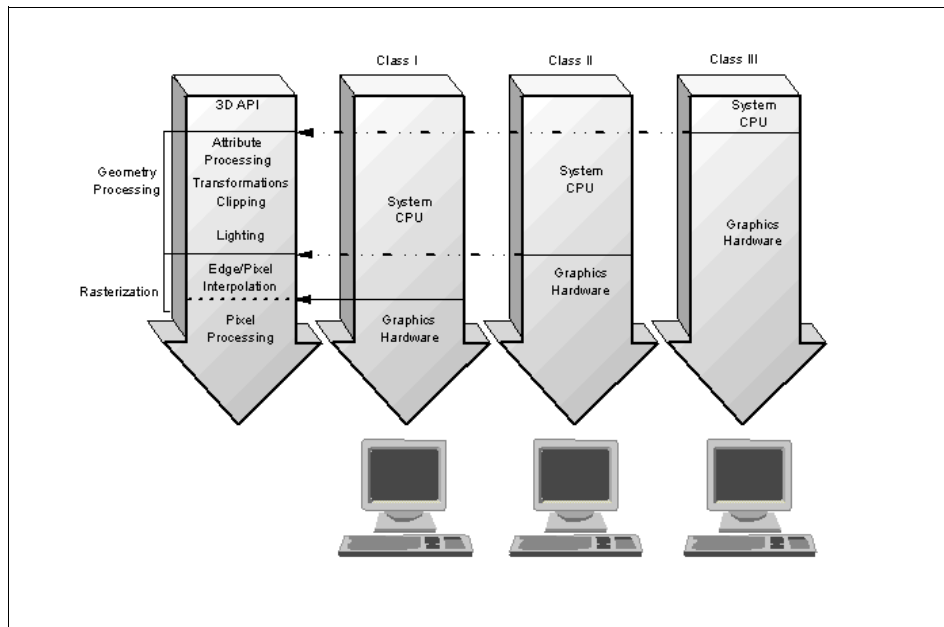 Class I
Class II
Class III
3D API
System
CPU
Attribute
Processing
Geometry
Processing
Transformations
Clipping
System
CPU
System
CPU
Graphics
Hardware
Lighting
Edge/Pixel
Interpolation
Graphics
Hardware
Rasterization
Pixel
Processing
Graphics
Hardware